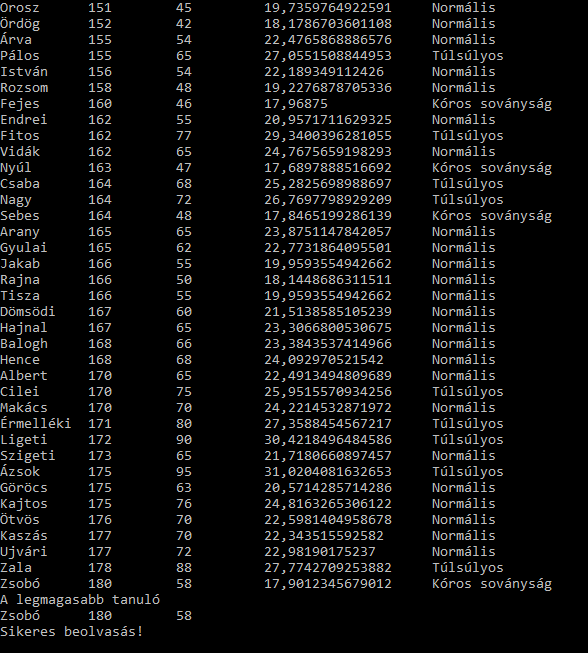 Orosz 151 45 19,7359764922591 Normális
Ördög 152 42 18,1786703601108 Normális
Árva 155 54 22,4765868886576 Normális
Pálos 155 65 27,0551508844953 Túlsúlyos
István 156 54 22,189349112426 Normális
Rozsom 158 48 19,2276878705336 Normális
Fejes 160 46 17,96875 Kóros soványság
Endrei 162 55 20,9571711629325 Normális
Fitos 162 77 29,3400396281055 Túlsúlyos
Vidák 162 65 24,7675659198293 Normális
Nyúl 163 47 17,6897888516692 Kóros soványság
Csaba 164 68 25,2825698988697 Túlsúlyos
Nagy 164 72 26,7697798929209 Túlsúlyos
Sebes 164 48 17,8465199286139 Kóros soványság
Arany 165 65 23,8751147842057 Normális
Gyulai 165 62 22,7731864095501 Normális
Jakab 166 55 19,9593554942662 Normális
Rajna 166 50 18,1448686311511 Normális
Tisza 166 55 19,9593554942662 Normális
Dömsödi 167 60 21,5138585105239 Normális
Hajnal 167 65 23,3066800530675 Normális
Balogh 168 66 23,3843537414966 Normális
Hence 168 68 24,092970521542 Normális
Albert 170 65 22,4913494809689 Normális
Cilei 170 75 25,9515570934256 Túlsúlyos
Makács 170 70 24,2214532871972 Normális
Érmelléki 171 80 27,3588454567217 Túlsúlyos
Ligeti 172 90 30,4218496484586 Túlsúlyos
Szigeti 173 65 21,7180660897457 Normális
Ázsok 175 95 31,0204081632653 Túlsúlyos
Göröcs 175 63 20,5714285714286 Normális
Kajtos 175 76 24,8163265306122 Normális
Ötvös 176 70 22,5981404958678 Normális
Kaszás 177 70 22,343515592582 Normális
Ujvári 177 72 22,98190175237 Normális
Zala 178 88 27,7742709253882 Túlsúlyos
Zsobó 180 58 17,9012345679012 Kóros soványság
A legmagasabb tanuló
Zsobó 180 58
Sikeres beolvasás!